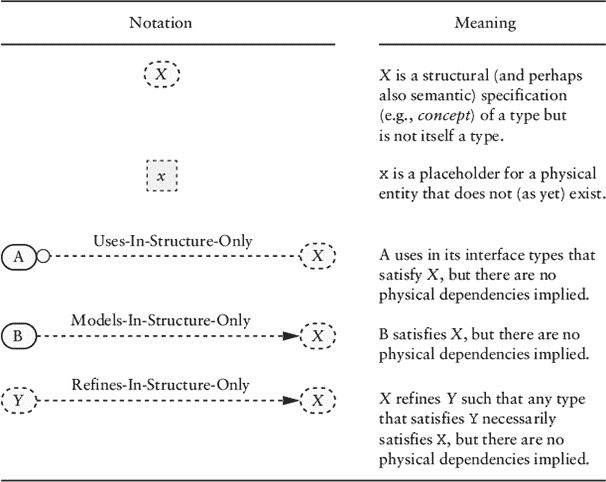 Notation
Meaning
X
X is a structural (and perhaps
also semantic) specification
(e.g., concept) of a type but
is not itself a type.
x
x is a placeholder for a physical
entity that does not (as yet) exist.
A
Uses-In-Structure-Only
X
A uses in its interface types that
satisfy X, but there are no
physical dependencies implied.
B
Models-In-Structure-Only
X
B satisfies X, but there are no
physical dependencies implied.
Y
Refines-In-Structure-Only
X
X refines Y such that any type
that satisfies Y necessarily
satisfies X, but there are no
physical dependencies implied.